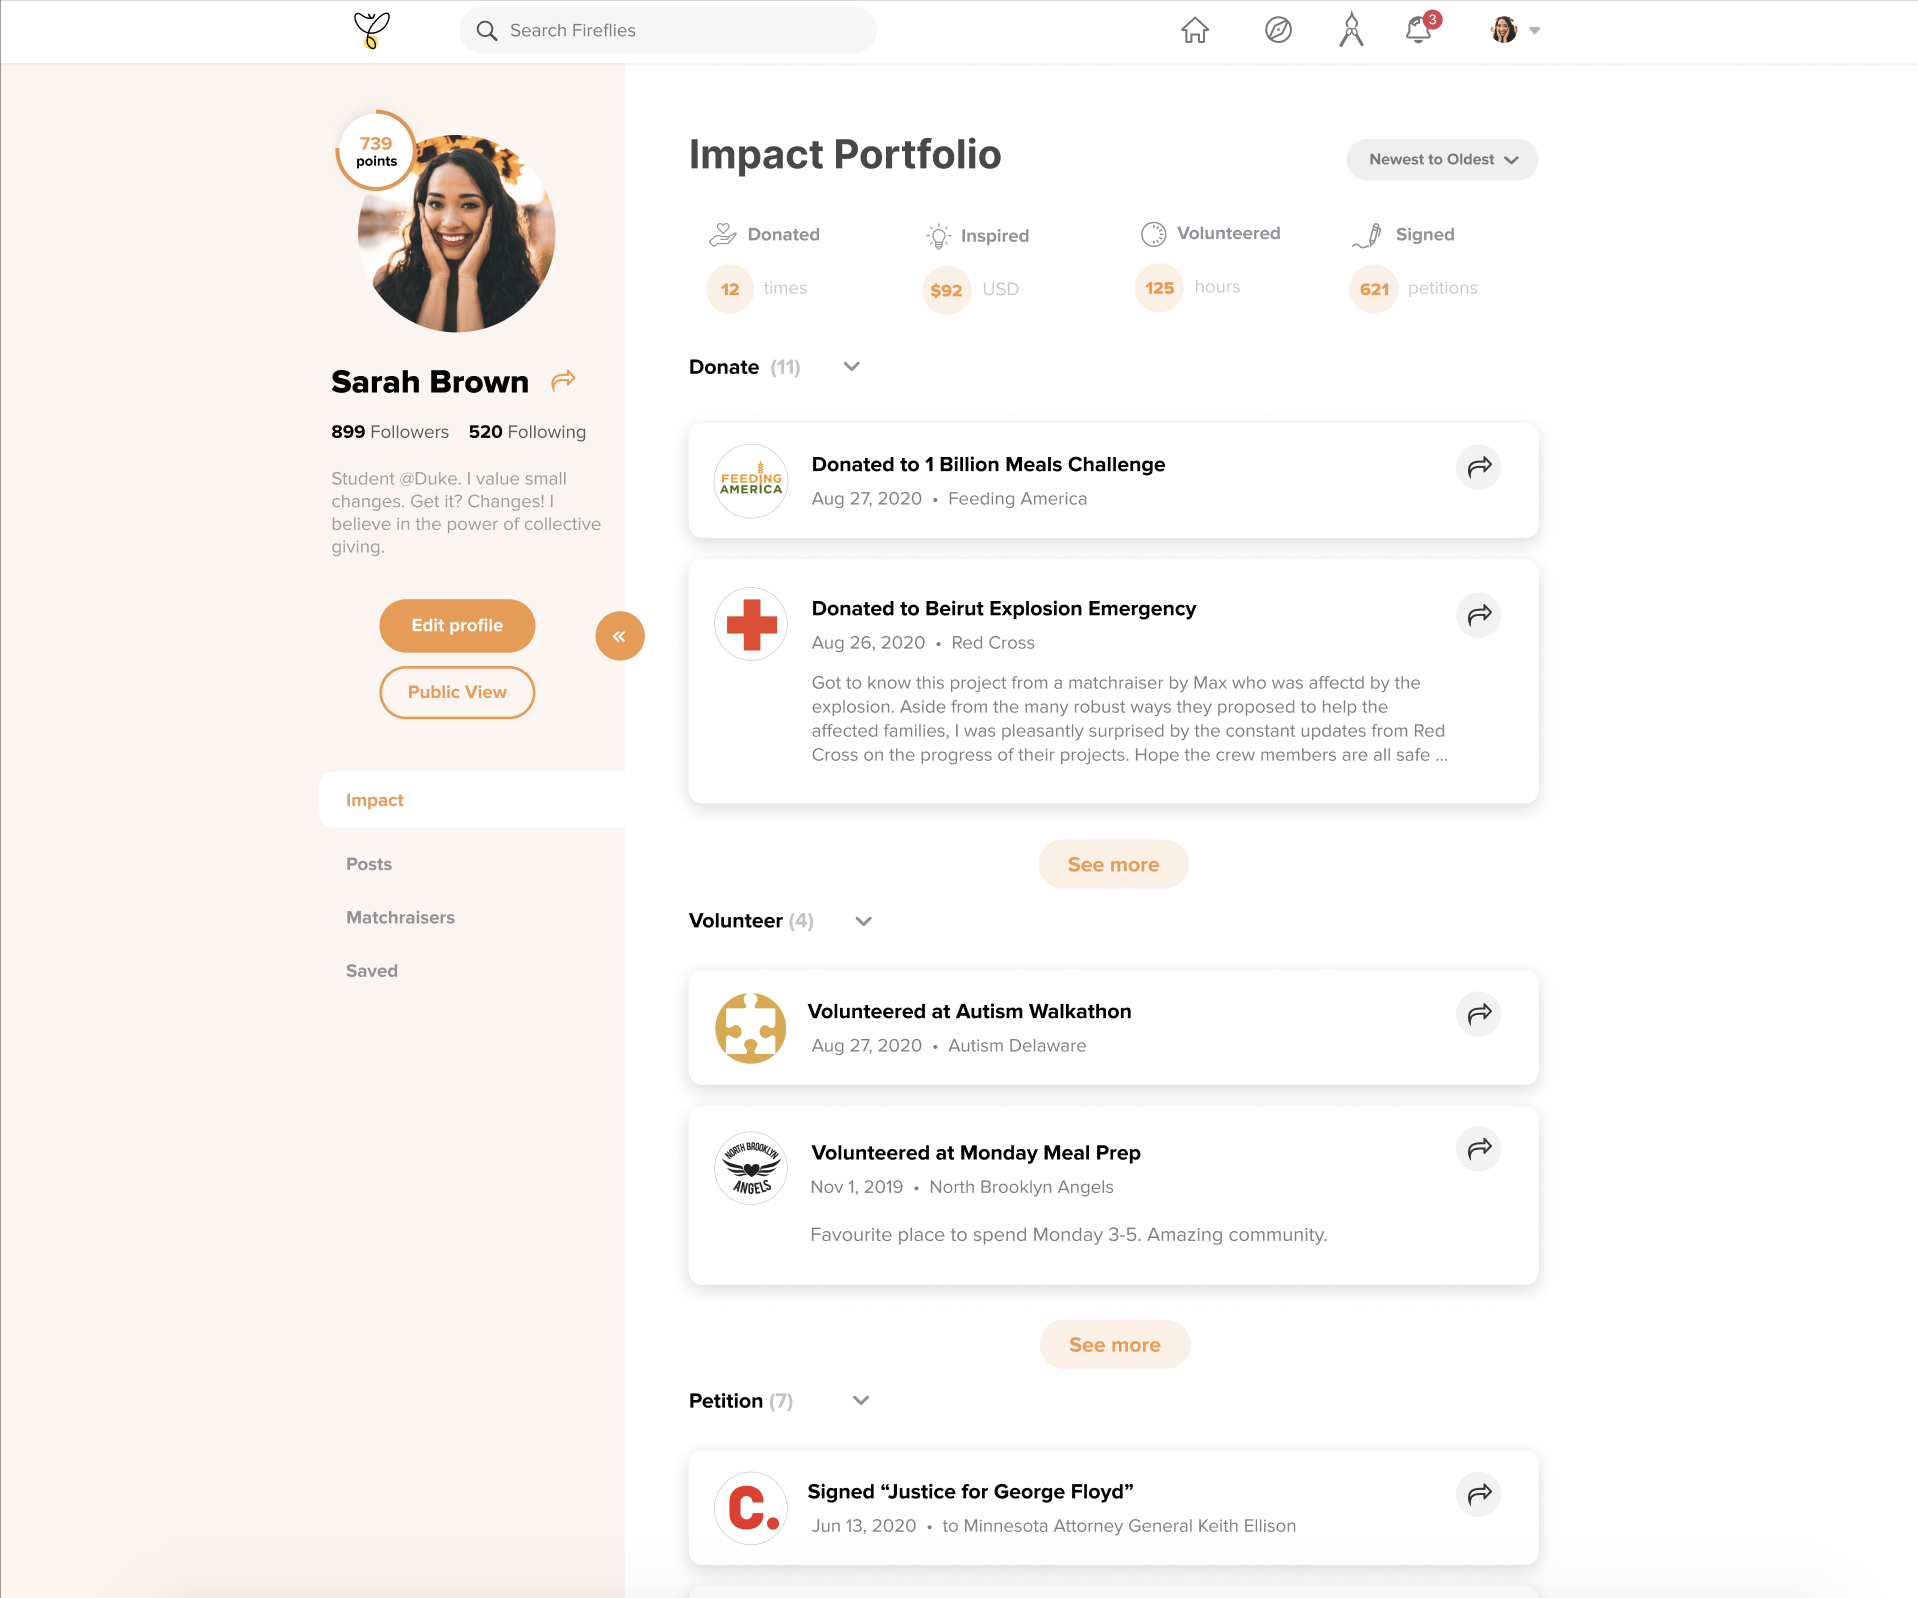 Search Fireflies
3
739
points
Sarah Brown
899 Followers 520 Following
Student @Duke. I value small
changes. Get it? Changes! I
believe in the power of collective
giving.
Edit profile
Public View
«
Impact
Posts
Matchraisers
Saved
Impact Portfolio
Newest to Oldest
Donated
12 times
Inspired
$92 USD
Volunteered
125 hours
Signed
621 petitions
Donate (11)
FEEDING
AMERICA
Donated to 1 Billion Meals Challenge
Aug 27, 2020 • Feeding America
Donated to Beirut Explosion Emergency
Aug 26, 2020 • Red Cross
Got to know this project from a matchraiser by Max who was affectd by the
explosion. Aside from the many robust ways they proposed to help the
affected families, I was pleasantly surprised by the constant updates from Red
Cross on the progress of their projects. Hope the crew members are all safe ...
See more
Volunteer (4)
Volunteered at Autism Walkathon
Aug 27, 2020 • Autism Delaware
NORTH BROOKLYN
ANGELS
Volunteered at Monday Meal Prep
Nov 1, 2019 • North Brooklyn Angels
Favourite place to spend Monday 3-5. Amazing community.
See more
Petition (7)
C.
Signed “Justice for George Floyd”
Jun 13, 2020 • to Minnesota Attorney General Keith Ellison